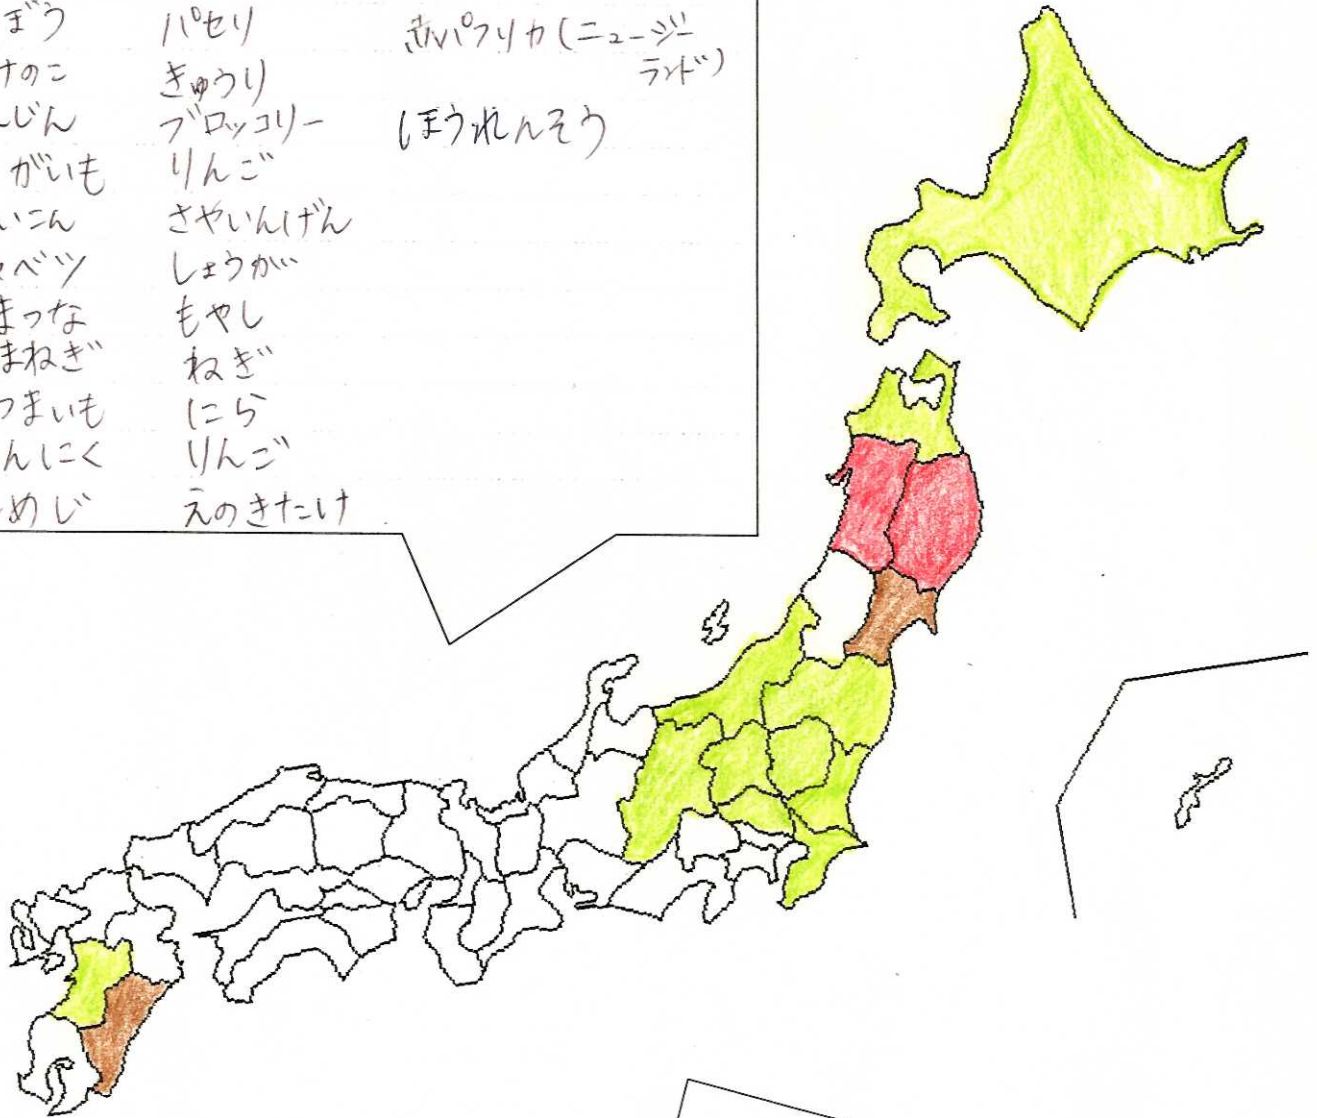 ぼう
けのこ
んじん
がいも
いこん
ャベツ
まつな
まねぎ
つまいも
んにく
めじ
パセリ
きゅうり
ブロッコリー
りんご
さやいんげん
しょうが
もやし
ねぎ
にら
りんご
えのきたけ
赤パプリカ(ニュージー
ランド)
ほうれんそう